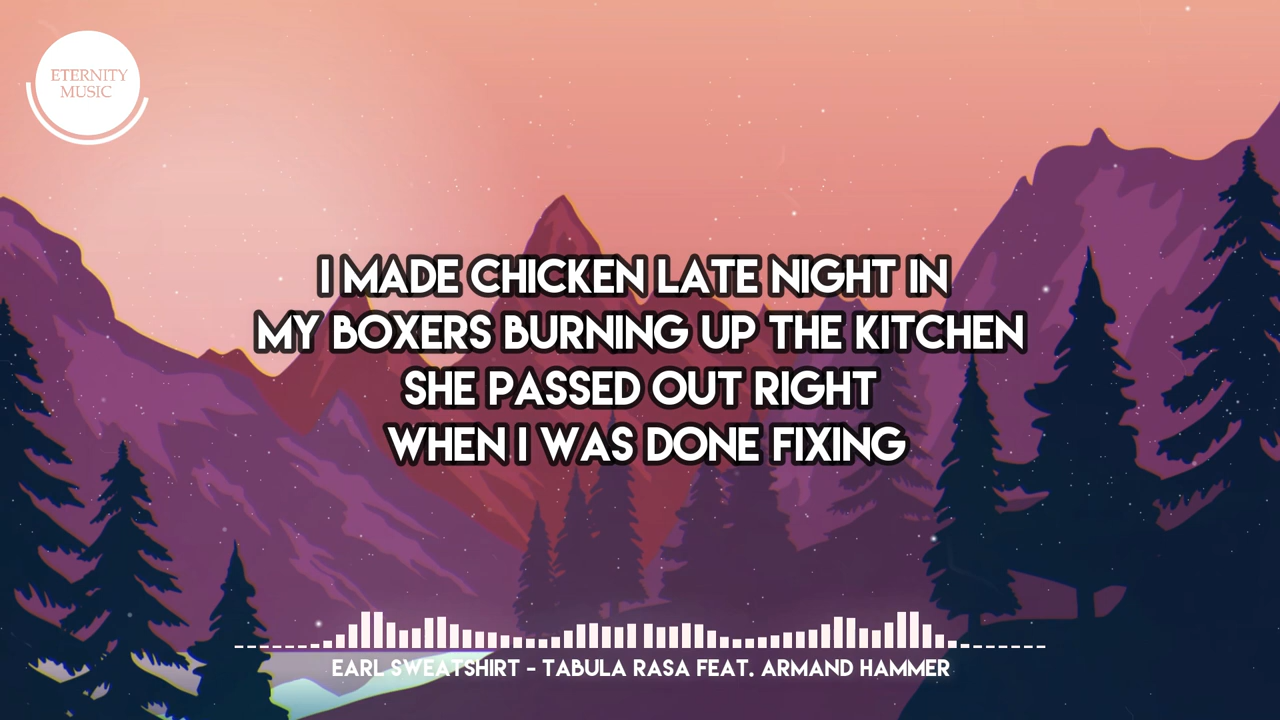 ETERNITY
MUSIC
I MADE CHICKEN LATE NIGHT IN
MY BOXERS BURNING UP THE KITCHEN
SHE PASSED OUT RIGHT
WHEN I WAS DONE FIXING
EARL SWEATSHIRT - TABULA RASA FEAT. ARMAND HAMMER